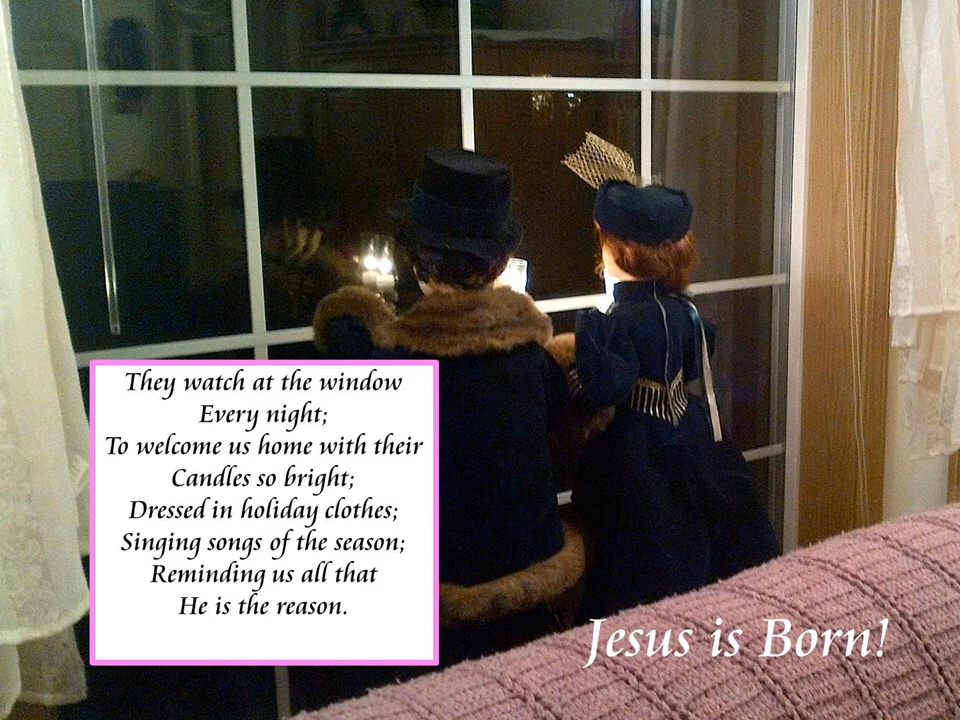 They watch at the window
Every night;
To welcome us home with their
Candles so bright;
Dressed in holiday clothes;
Singing songs of the season;
Reminding us all that
He is the reason.
Jesus is Born!